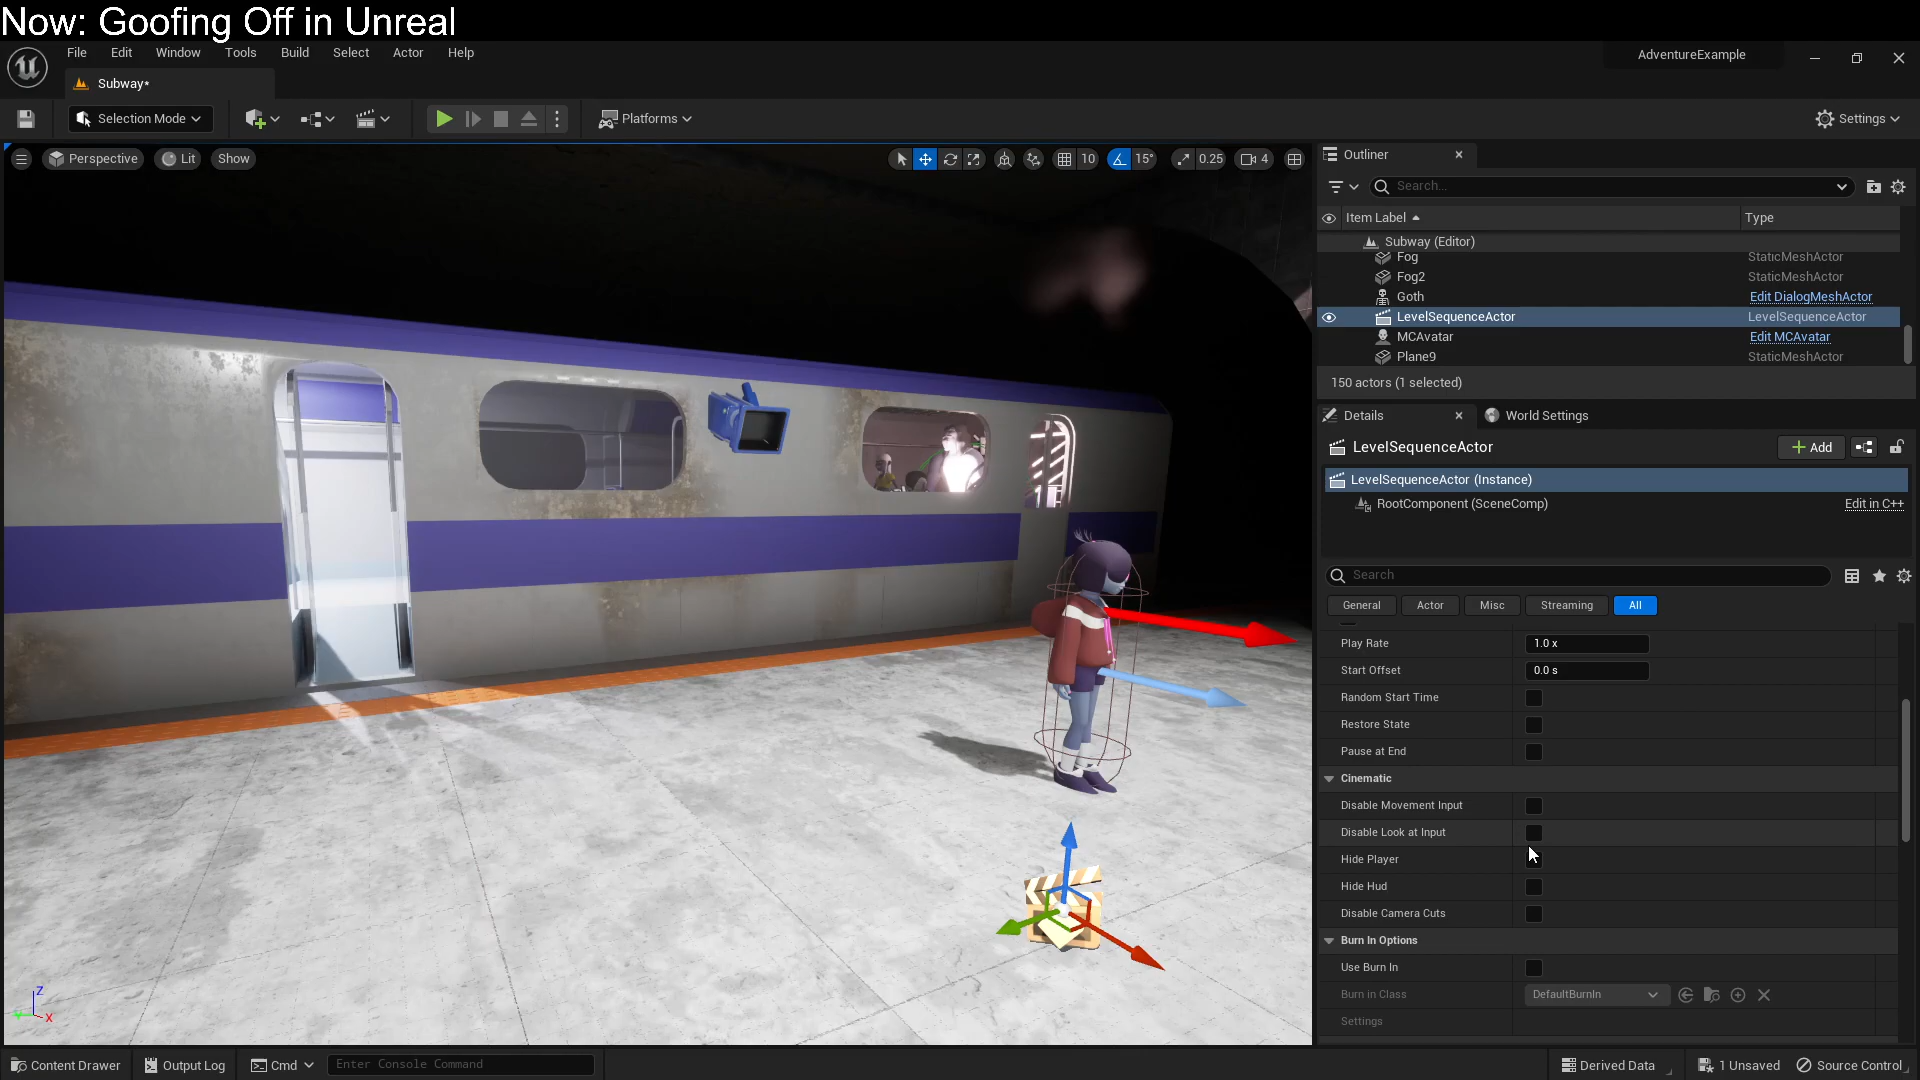 Now: Goofing Off in Unreal
File Edit Window Tools Build Select Actor Help
AdventureExample
Subway*
Selection Mode
Platforms
Settings
Perspective Lit Show
10 15° 0.25 4
Outliner
Search...
Item Label Type
Subway (Editor)
Fog StaticMeshActor
Fog2 StaticMeshActor
Goth Edit DialogMeshActor
LevelSequenceActor LevelSequenceActor
MCAvatar Edit MCAvatar
Plane9 StaticMeshActor
150 actors (1 selected)
Details World Settings
LevelSequenceActor Add
LevelSequenceActor (Instance)
RootComponent (SceneComp) Edit in C++
Search
General Actor Misc Streaming All
Play Rate 1.0 x
Start Offset 0.0 s
Random Start Time
Restore State
Pause at End
Cinematic
Disable Movement Input
Disable Look at Input
Hide Player
Hide Hud
Disable Camera Cuts
Burn In Options
Use Burn In
Burn in Class DefaultBurnIn
Settings
Z
Y X
Content Drawer Output Log Cmd Enter Console Command Derived Data 1 Unsaved Source Control